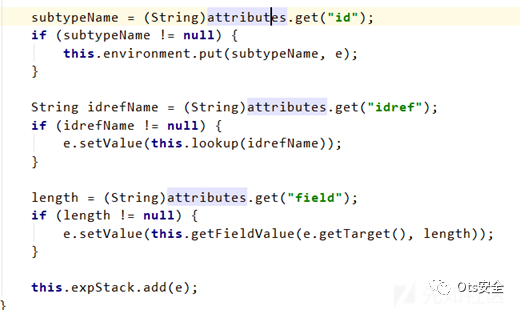 subtypeName = (String)attributes.get("id");
if (subtypeName != null) {
this.environment.put(subtypeName, e);
}
String idrefName = (String)attributes.get("idref");
if (idrefName != null) {
e.setValue(this.lookup(idrefName));
}
length = (String)attributes.get("field");
if (length != null) {
e.setValue(this.getFieldValue(e.getTarget(), length));
}
this.expStack.add(e);
}
Ots安全